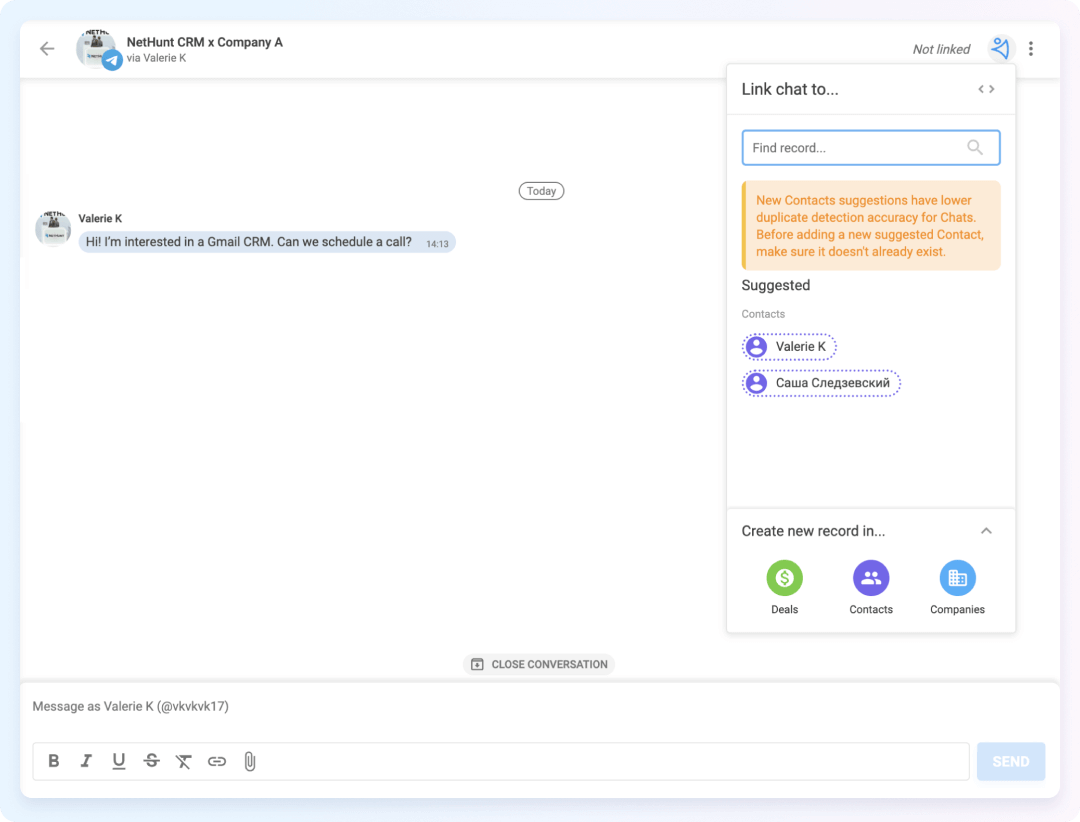 NetHunt CRM x Company A
via Valerie K
Not linked
Link chat to...
Find record...
New Contacts suggestions have lower
duplicate detection accuracy for Chats.
Before adding a new suggested Contact,
make sure it doesn't already exist.
Suggested
Contacts
Valerie K
Саша Следзевский
Create new record in...
Deals
Contacts
Companies
Today
Valerie K
Hi! I'm interested in a Gmail CRM. Can we schedule a call? 14:13
CLOSE CONVERSATION
Message as Valerie K (@vkvkvk17)
B I U S
SEND